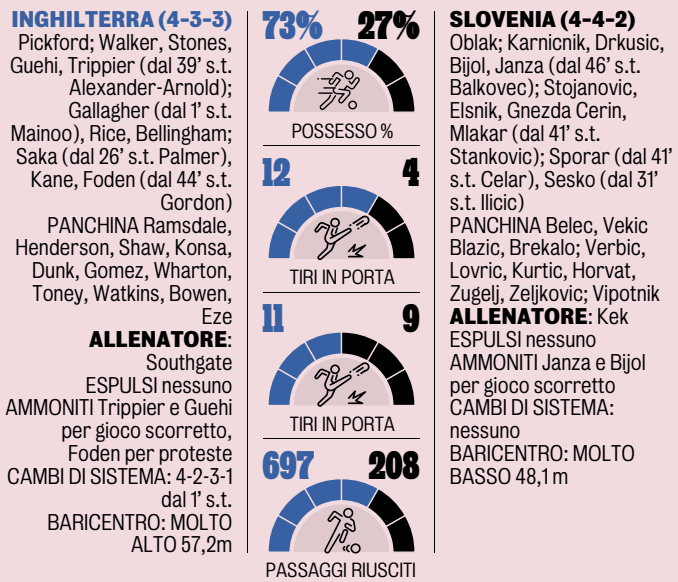 INGHILTERRA (4-3-3)
Pickford; Walker, Stones,
Guehi, Trippier (dal 39' s.t.
Alexander-Arnold);
Gallagher (dal 1' s.t.
Mainoo), Rice, Bellingham;
Saka (dal 26' s.t. Palmer),
Kane, Foden (dal 44' s.t.
Gordon)
PANCHINA Ramsdale,
Henderson, Shaw, Konsa,
Dunk, Gomez, Wharton,
Toney, Watkins, Bowen,
Eze
ALLENATORE:
Southgate
ESPULSI nessuno
AMMONITI Trippier e Guehi
per gioco scorretto,
Foden per proteste
CAMBI DI SISTEMA: 4-2-3-1
dal 1' s.t.
BARICENTRO: MOLTO
ALTO 57,2m
73% 27%
POSSESSO %
12 4
TIRI IN PORTA
11 9
TIRI IN PORTA
697 208
PASSAGGI RIUSCITI
SLOVENIA (4-4-2)
Oblak; Karnicnik, Drkusic,
Bijol, Janza (dal 46' s.t.
Balkovec); Stojanovic,
Elsnik, Gnezda Cerin,
Mlakar (dal 41' s.t.
Stankovic); Sporar (dal 41'
s.t. Celar), Sesko (dal 31'
s.t. Ilicic)
PANCHINA Belec, Vekic
Blazic, Brekalo; Verbic,
Lovric, Kurtic, Horvat,
Zugelj, Zeljkovic; Vipotnik
ALLENATORE: Kek
ESPULSI nessuno
AMMONITI Janza e Bijol
per gioco scorretto
CAMBI DI SISTEMA:
nessuno
BARICENTRO: MOLTO
BASSO 48,1 m